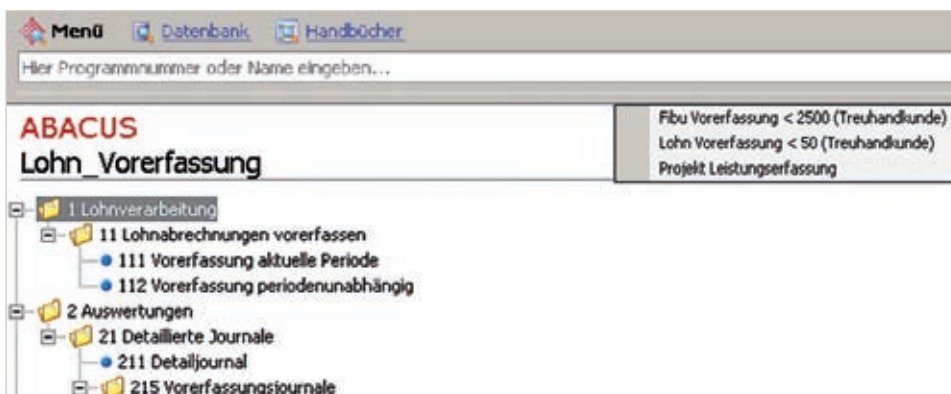 Menü Datenbank Handbücher
Hier Programmnummer oder Name eingeben...
Fibu Vorerfassung < 2500 (Treuhandkunde)
Lohn Vorerfassung < 50 (Treuhandkunde)
Projekt Leistungserfassung
ABACUS
Lohn_Vorerfassung
1 Lohnverarbeitung
11 Lohnabrechnungen vorerfassen
111 Vorerfassung aktuelle Periode
112 Vorerfassung periodenunabhängig
2 Auswertungen
21 Detaillierte Journale
211 Detailjournal
215 Vorerfassungsjournale